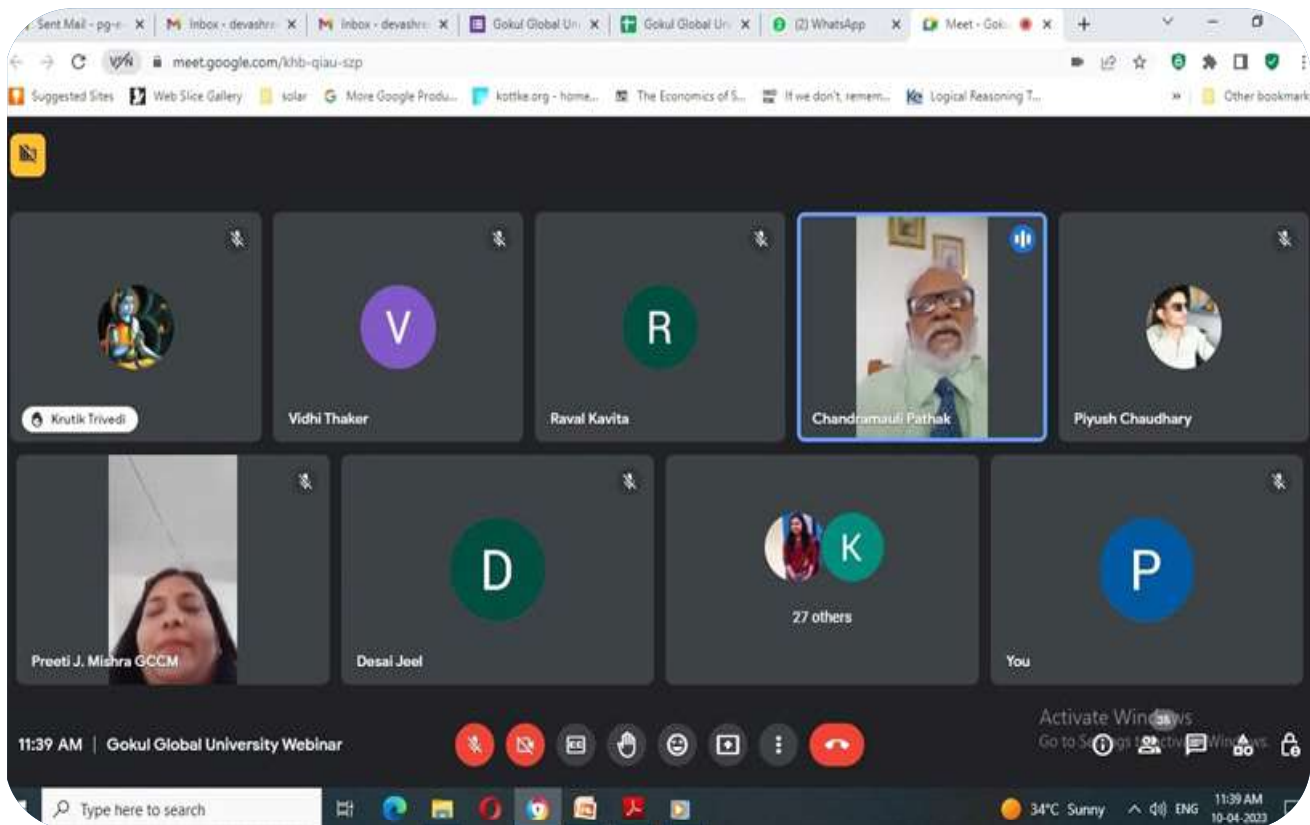 Sent Mail - pg-e
Inbox - devashre
Inbox - devashre
Gokul Global Uni
Gokul Global Uni
(2) WhatsApp
Meet - Gok
VPN
meet.google.com/khb-qiau-szp
Suggested Sites
Web Slice Gallery
solar
More Google Produ...
kottke.org - home...
The Economics of S...
If we don't, remem...
Logical Reasoning T...
»
Other bookmark
Krutik Trivedi
V
Vidhi Thaker
R
Raval Kavita
Chandramauli Pathak
Piyush Chaudhary
Preeti J. Mishra GCCM
D
Desai Jeel
K
27 others
P
You
11:39 AM | Gokul Global University Webinar
CC
Activate Windows
Go to Settings to activate Windows.
Type here to search
34°C Sunny
ENG
11:39 AM
10-04-2023